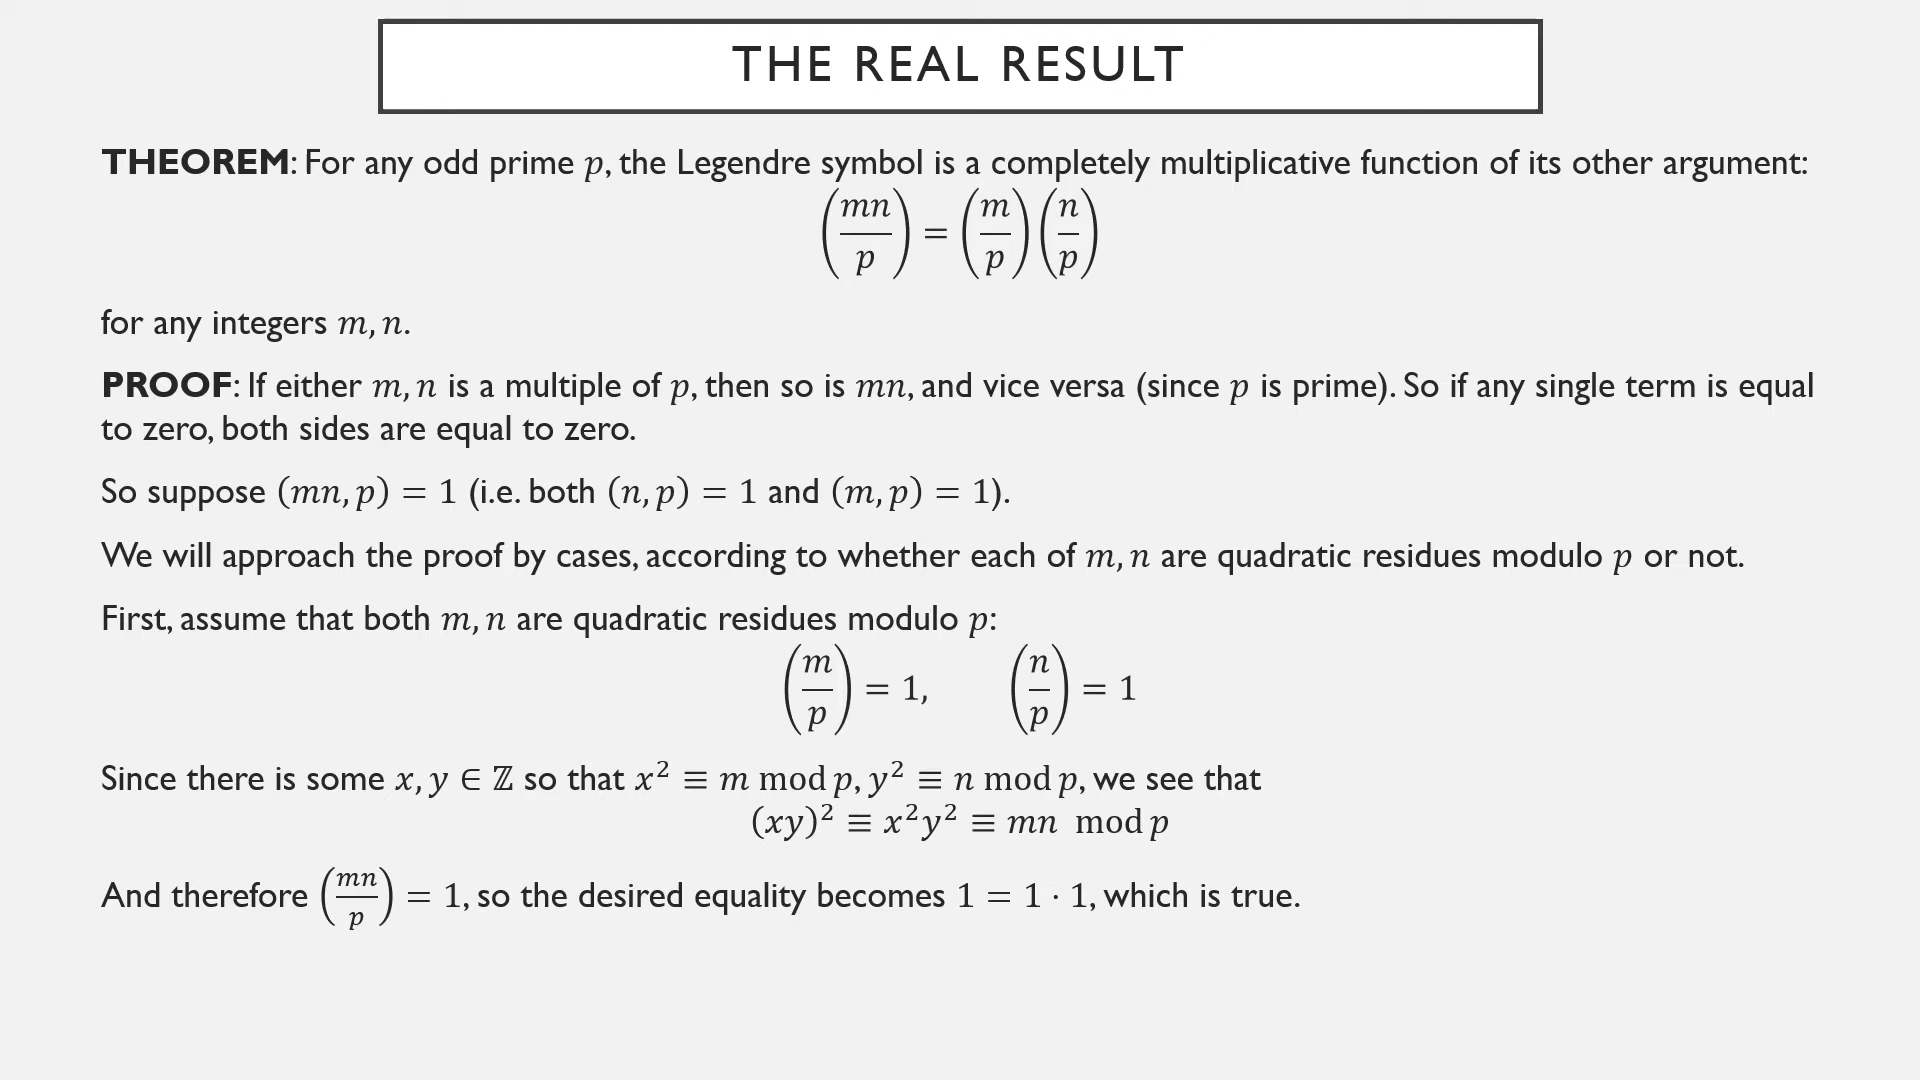 THE REAL RESULT
THEOREM: For any odd prime p, the Legendre symbol is a completely multiplicative function of its other argument:
(mn/p) = (m/p)(n/p)
for any integers m, n.
PROOF: If either m, n is a multiple of p, then so is mn, and vice versa (since p is prime). So if any single term is equal
to zero, both sides are equal to zero.
So suppose (mn, p) = 1 (i.e. both (n, p) = 1 and (m, p) = 1).
We will approach the proof by cases, according to whether each of m, n are quadratic residues modulo p or not.
First, assume that both m, n are quadratic residues modulo p:
(m/p) = 1, (n/p) = 1
Since there is some x, y ∈ ℤ so that x² ≡ m mod p, y² ≡ n mod p, we see that
(xy)² ≡ x²y² ≡ mn mod p
And therefore (mn/p) = 1, so the desired equality becomes 1 = 1 · 1, which is true.